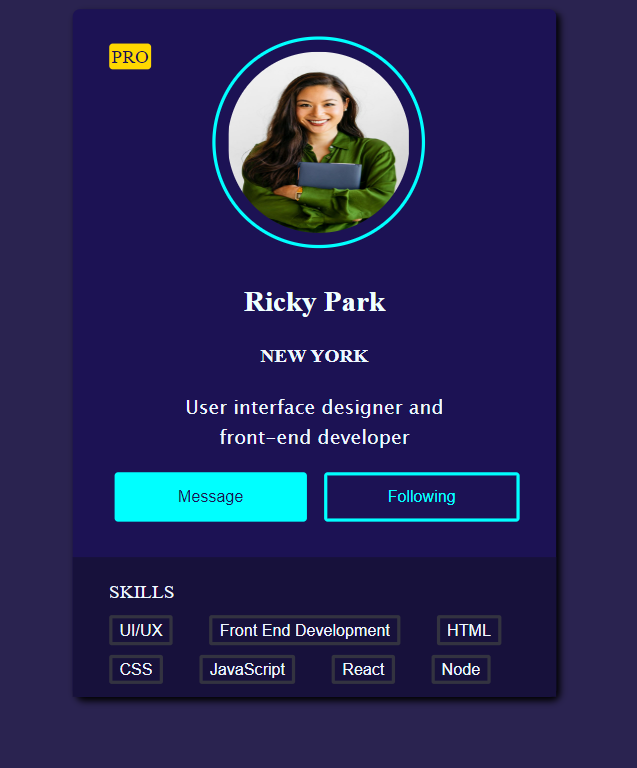 PRO
Ricky Park
NEW YORK
User interface designer and
front-end developer
Message Following
SKILLS
UI/UX Front End Development HTML
CSS JavaScript React Node